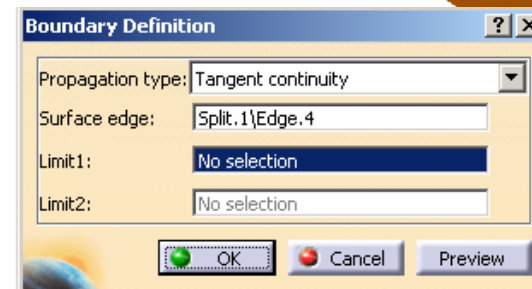 Boundary Definition ? X
Propagation type: Tangent continuity
Surface edge: Split.1\Edge.4
Limit1: No selection
Limit2: No selection
OK Cancel Preview